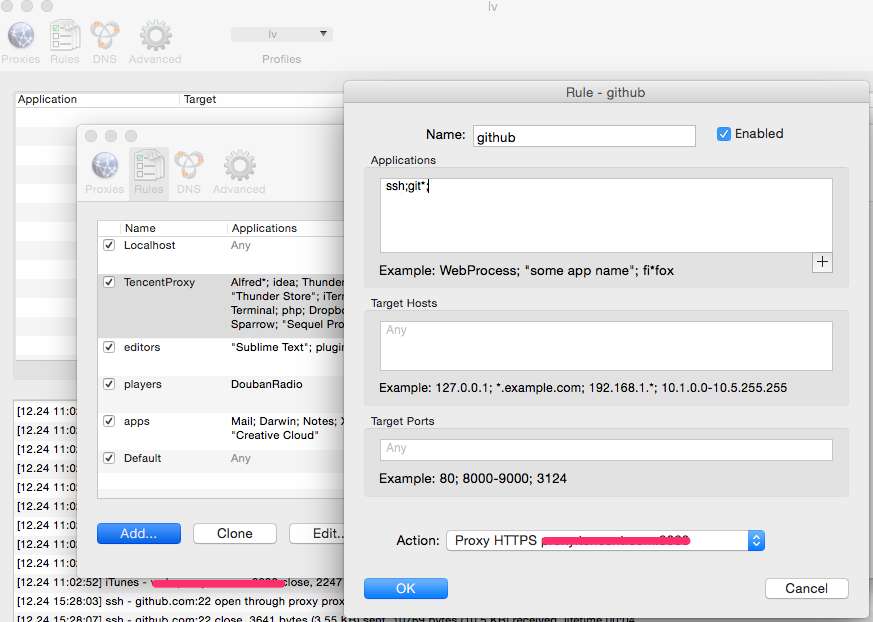 lv
Proxies Rules DNS Advanced
lv
Profiles
Application Target
Proxies Rules DNS Advanced
Name Applications
Localhost Any
TencentProxy Alfred*; idea; Thunder
"Thunder Store"; iTerm
Terminal; php; Dropbo
Sparrow; "Sequel Pro
editors "Sublime Text"; plugin
players DoubanRadio
apps Mail; Darwin; Notes; X
"Creative Cloud"
Default Any
Add... Clone Edit..
Rule - github
Name: github Enabled
Applications
ssh;git*;
+
Example: WebProcess; "some app name"; fi*fox
Target Hosts
Any
Example: 127.0.0.1; *.example.com; 192.168.1.*; 10.1.0.0-10.5.255.255
Target Ports
Any
Example: 80; 8000-9000; 3124
Action: Proxy HTTPS
OK Cancel
[12.24 11:02
[12.24 11:02
[12.24 11:02
[12.24 11:02
[12.24 11:02
[12.24 11:02
[12.24 11:02
[12.24 11:02
[12.24 11:02
[12.24 11:02:52] iTunes - close, 2247
[12.24 15:28:03] ssh - github.com:22 open through proxy prox
[12.24 15:28:07] ssh - github.com:22 close, 3641 bytes (3.55 KB) sent, 10769 bytes (10.5 KB) received, lifetime 00:04